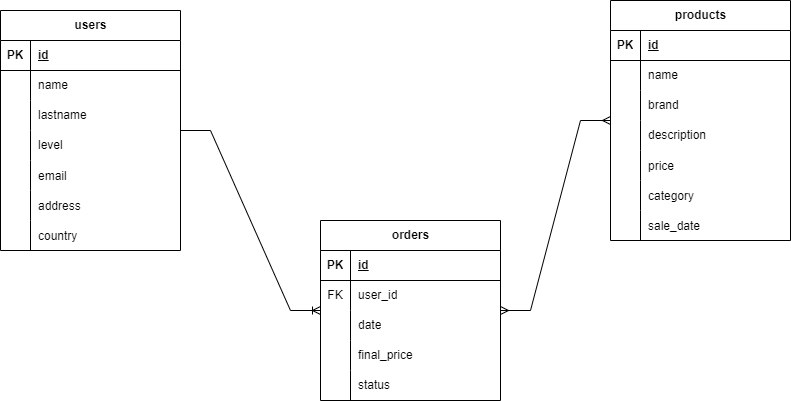 users
PK id
name
lastname
level
email
address
country
products
PK id
name
brand
description
price
category
sale_date
orders
PK id
FK user_id
date
final_price
status